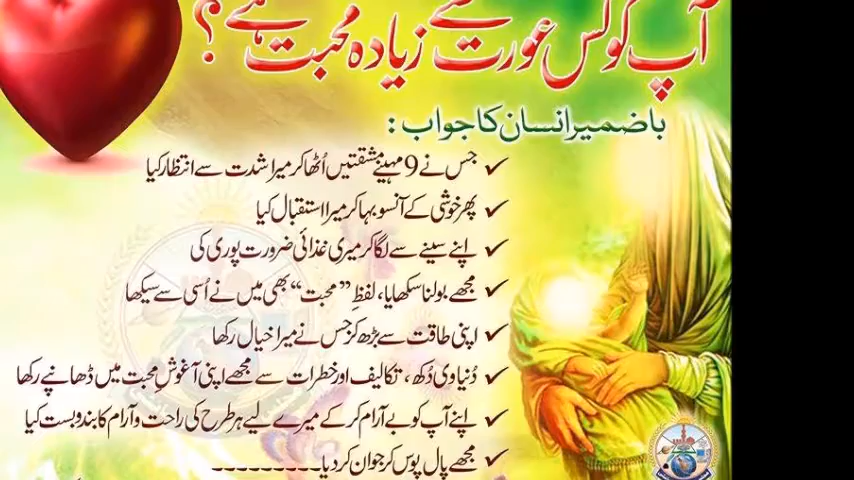 آپ کو کس عورت سے زیادہ محبت ہے؟
باضمیر انسان کا جواب:
✓ جس نے 9 مہینے مشقتیں اُٹھا کر میرا شدت سے انتظار کیا
✓ پھر خوشی کے آنسو بہا کر میرا استقبال کیا
✓ اپنے سینے سے لگا کر میری غذائی ضرورت پوری کی
✓ مجھے بولنا سکھایا، لفظِ ”محبت“ بھی میں نے اُسی سے سیکھا
✓ اپنی طاقت سے بڑھ کر جس نے میرا خیال رکھا
✓ دُنیاوی دُکھ، تکالیف اور خطرات سے مجھے اپنی آغوشِ محبت میں ڈھانپے رکھا
✓ اپنے آپ کو بے آرام کر کے میرے لیے ہر طرح کی راحت و آرام کا بندوبست کیا
✓ مجھے پال پوس کر جوان کر دیا۔۔۔۔۔۔۔۔۔۔